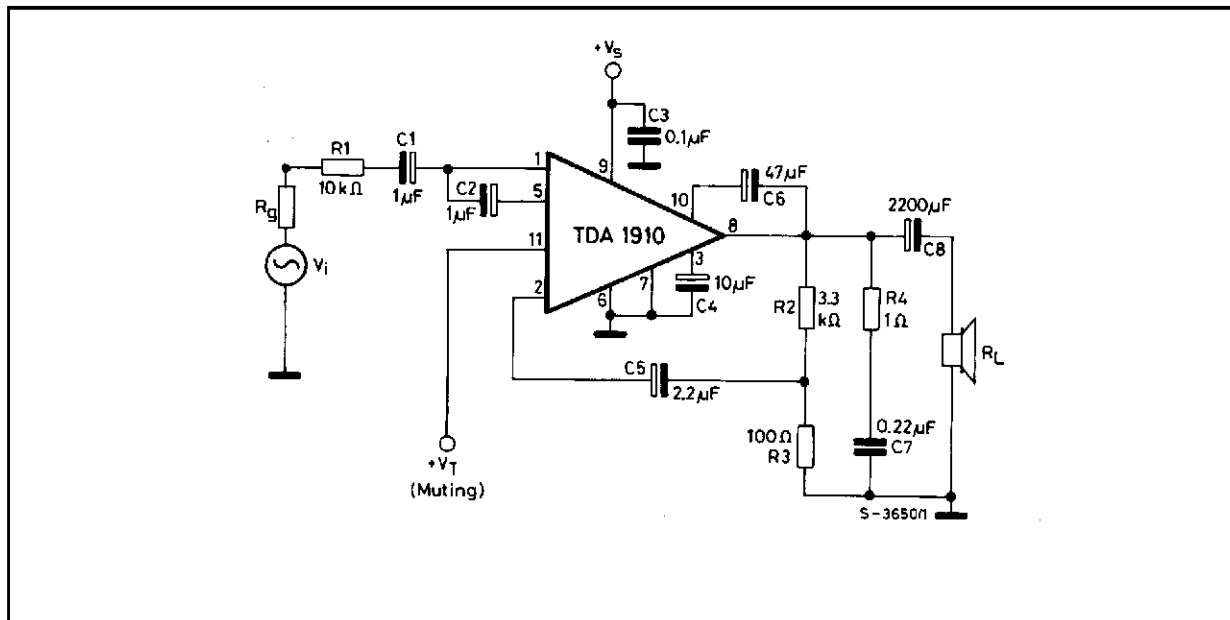 +VS
C3
0.1µF
R1
10kΩ
C1
1µF
C2
1µF
Rg
Vi
1
5
11
2
9
10
8
3
7
6
TDA 1910
47µF
C6
10µF
C4
2200µF
C8
R2
3.3
kΩ
R4
1Ω
RL
C5
2.2µF
100Ω
R3
0.22µF
C7
+VT
(Muting)
S-3650/1